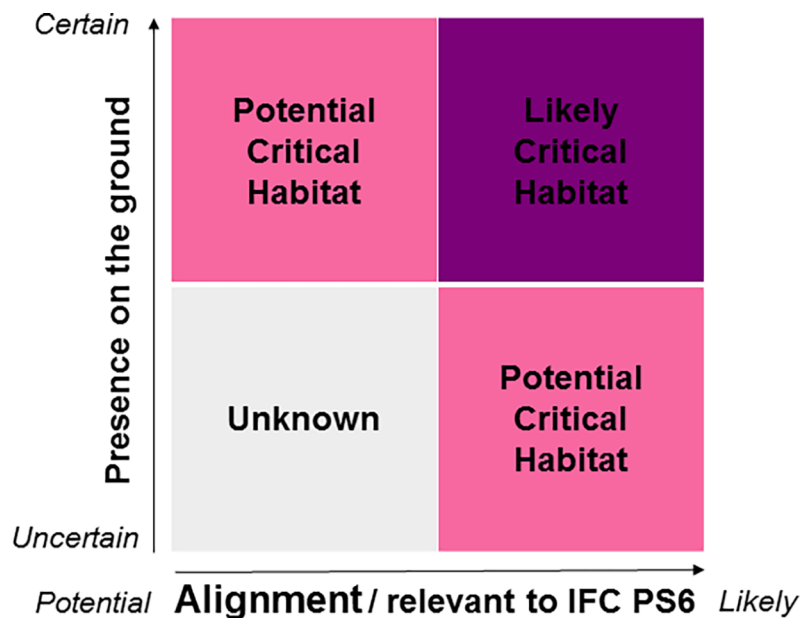 Certain
Presence on the ground
Potential
Critical
Habitat
Likely
Critical
Habitat
Unknown
Potential
Critical
Habitat
Uncertain
Potential
Alignment / relevant to IFC PS6
Likely